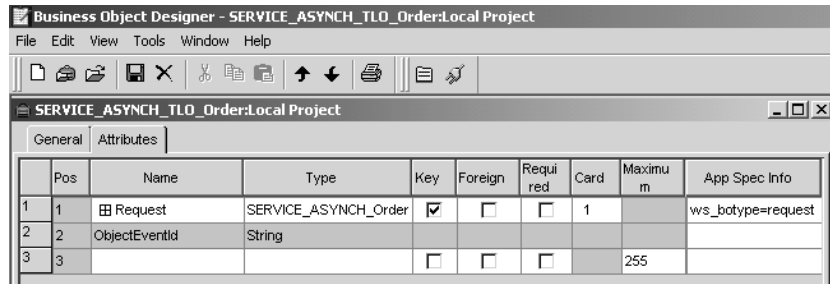 Business Object Designer - SERVICE_ASYNCH_TLO_Order:Local Project
File Edit View Tools Window Help
SERVICE_ASYNCH_TLO_Order:Local Project
General Attributes
Pos Name Type Key Foreign Requi red Card Maximu m App Spec Info
1 1 Request SERVICE_ASYNCH_Order 1 ws_botype=request
2 2 ObjectEventId String
3 3 255